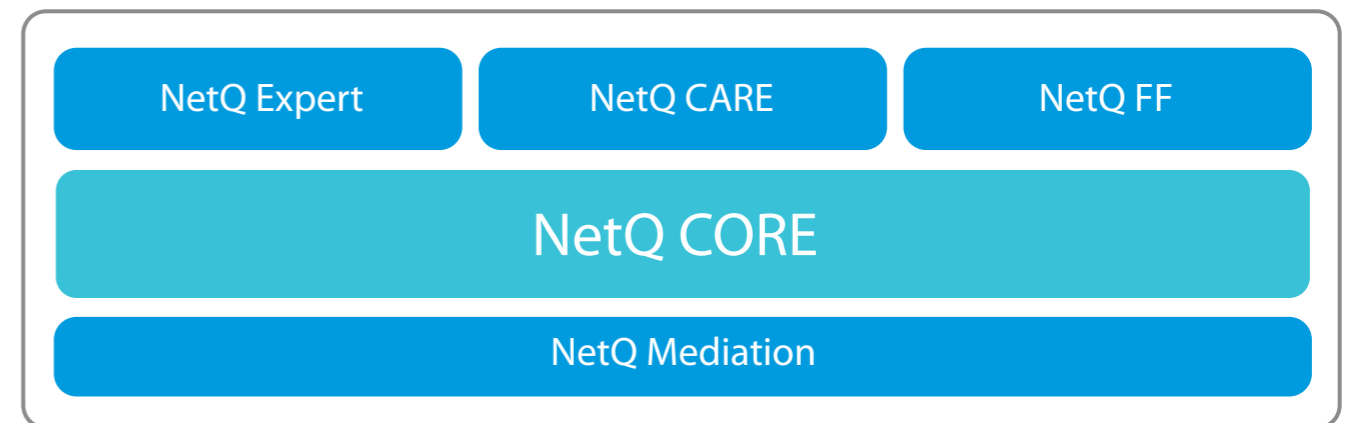 NetQ Expert
NetQ CARE
NetQ FF
NetQ CORE
NetQ Mediation